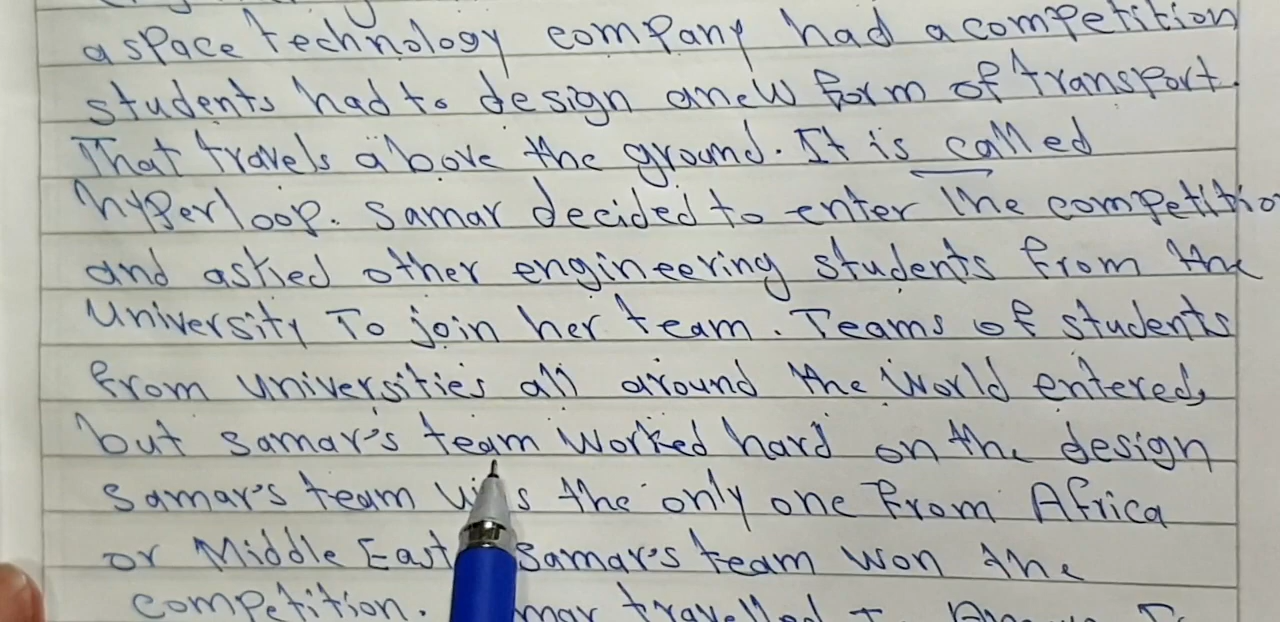 a space technology company had a competition
students had to design a new form of transport.
That travels above the ground. It is called
hyperloop. Samar decided to enter the competitio
and asked other engineering students from the
University To join her team. Teams of students
from universities all around the world entered,
but Samar's team worked hard on the design
Samar's team was the only one from Africa
or Middle East Samar's team won the
competition. travelled